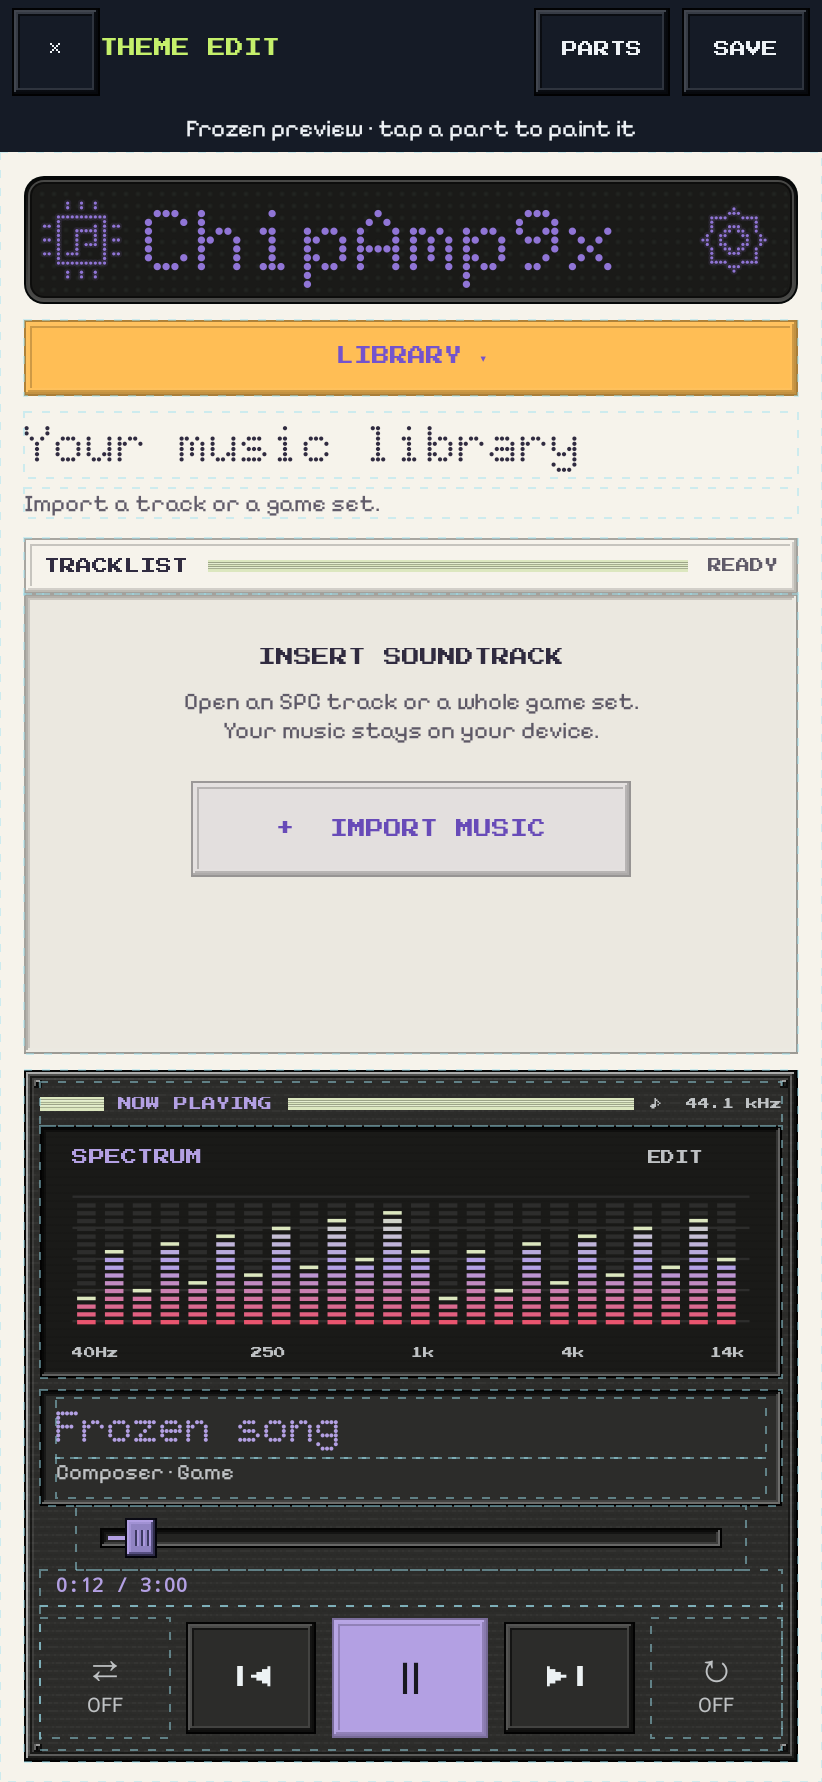 × THEME EDIT PARTS SAVE
Frozen preview · tap a part to paint it
ChipAmp9x
LIBRARY ▾
Your music library
Import a track or a game set.
TRACKLIST READY
INSERT SOUNDTRACK
Open an SPC track or a whole game set.
Your music stays on your device.
+ IMPORT MUSIC
NOW PLAYING ♪ 44.1 kHz
SPECTRUM EDIT
40Hz 250 1k 4k 14k
Frozen song
Composer · Game
0:12 / 3:00
OFF OFF